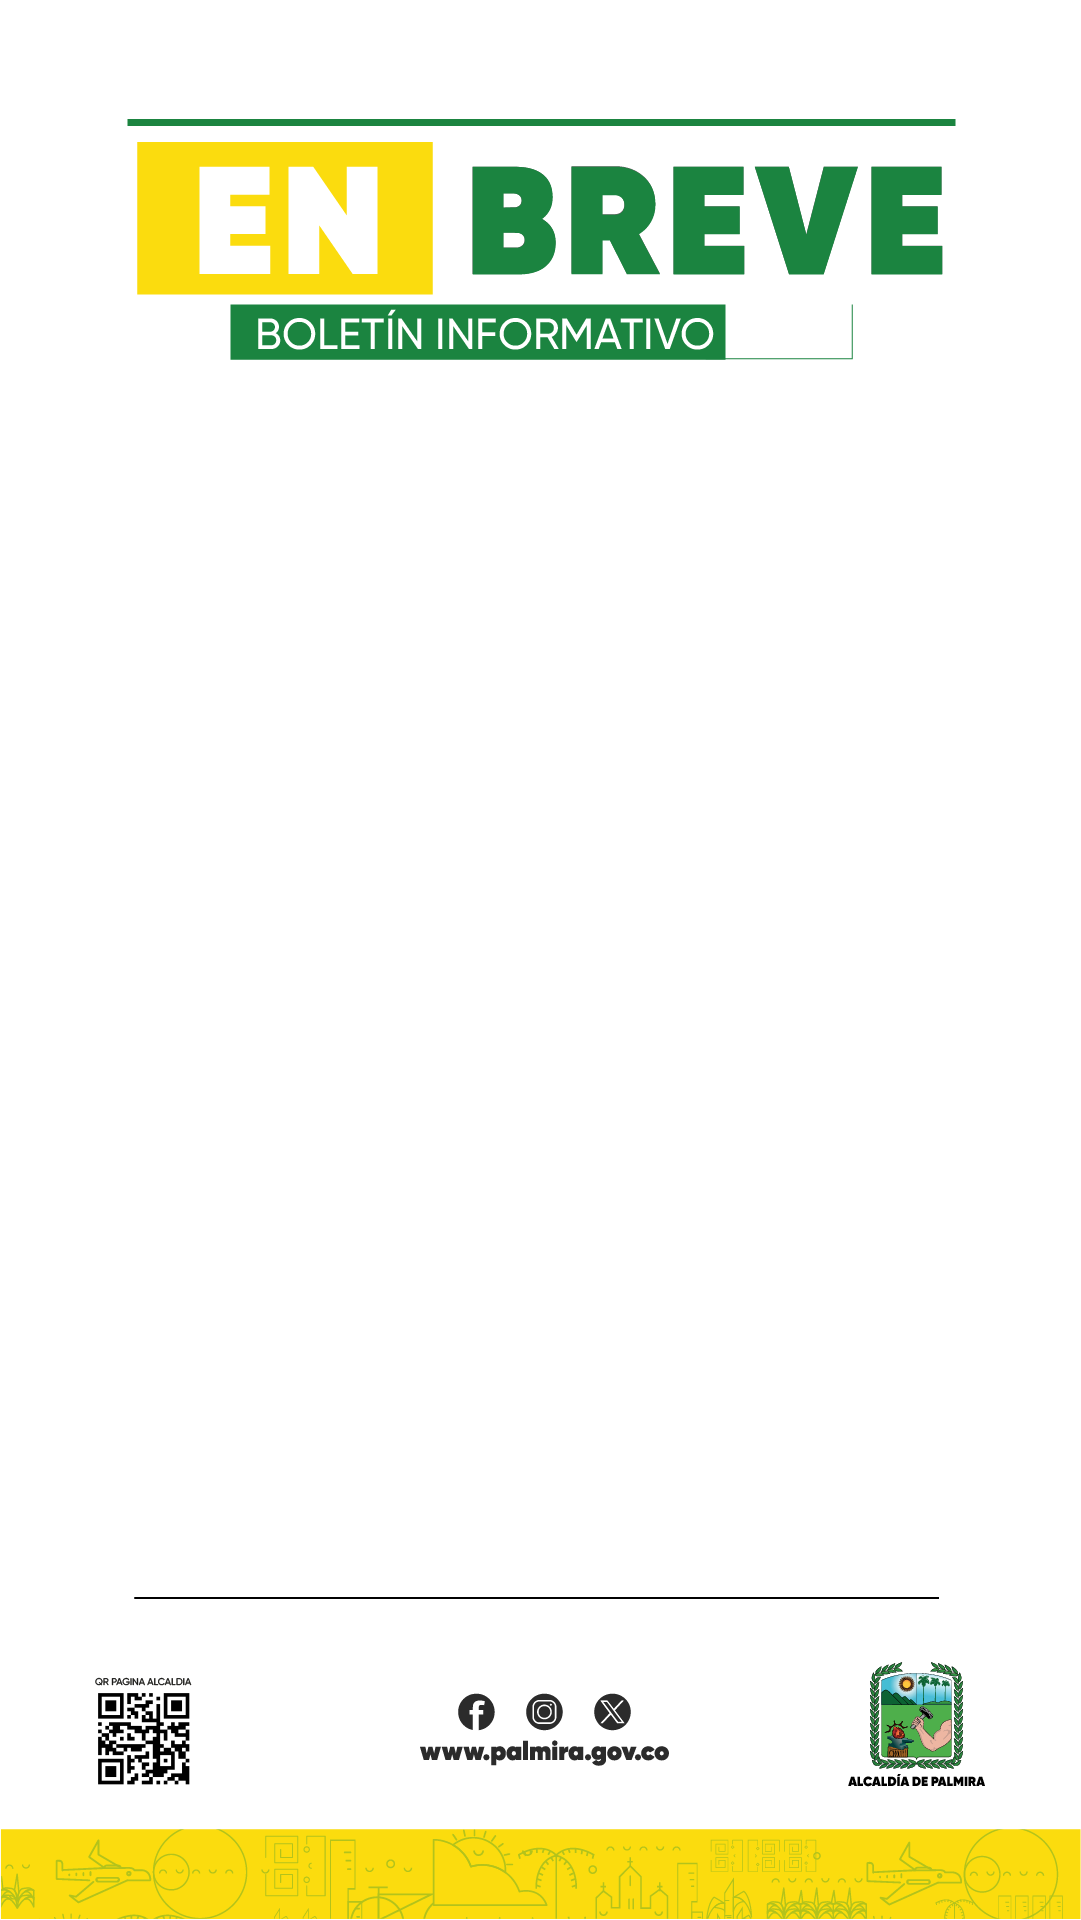 EN BREVE
BOLETÍN INFORMATIVO
QR PAGINA ALCALDIA
www.palmira.gov.co
ALCALDÍA DE PALMIRA